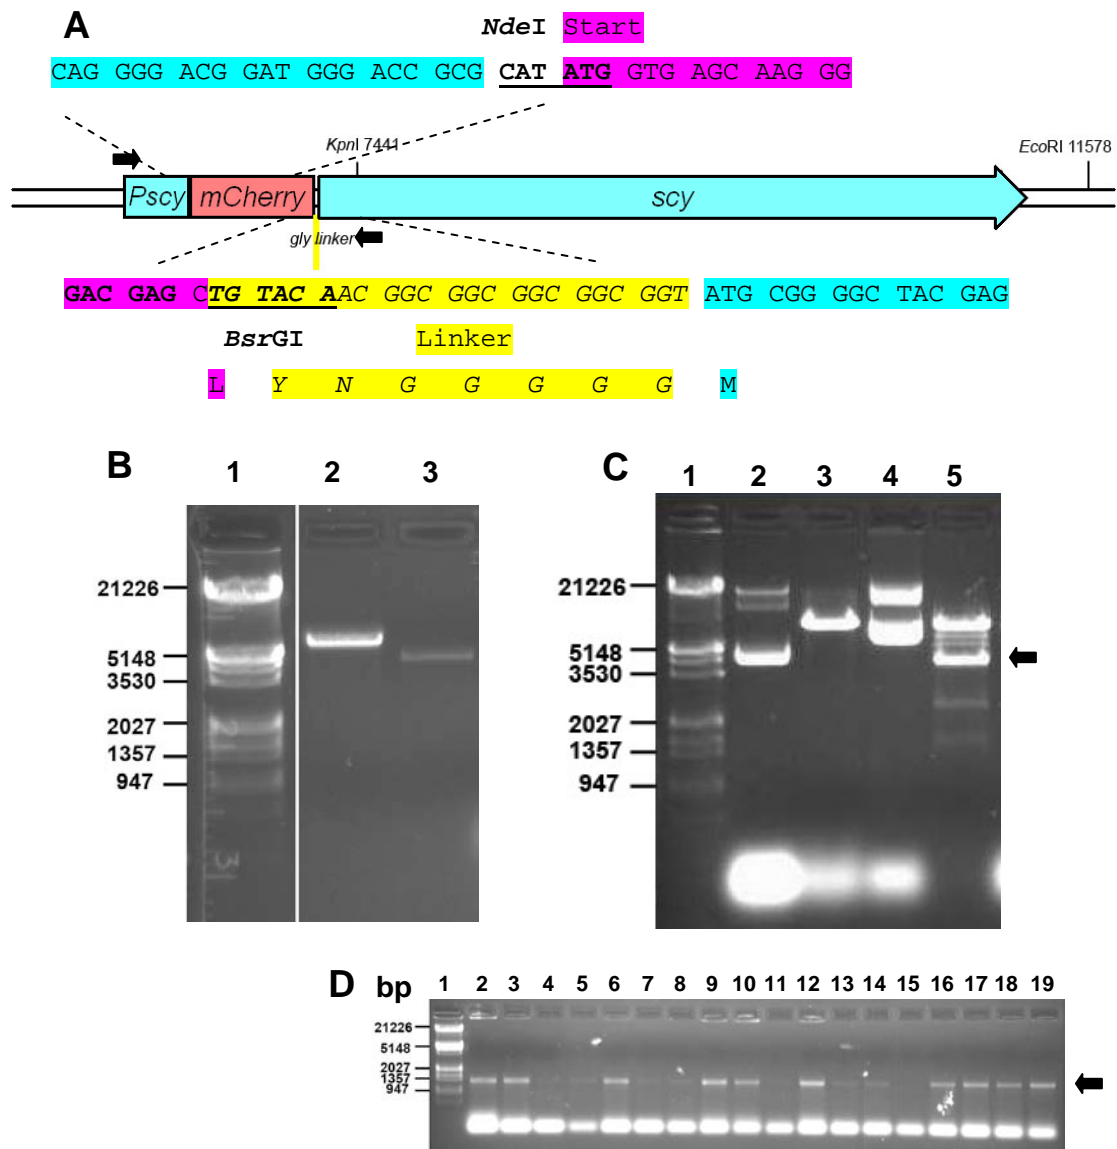 A
NdeI Start
CAG GGG ACG GAT GGG ACC GCG CAT ATG GTG AGC AAG GG
KpnI 7441
EcoRI 11578
Pscy mCherry scy
gly linker
GAC GAG CTG TAC AAC GGC GGC GGC GGC GGT ATG CGG GGC TACGAG
BsrGI Linker
L Y N G G G G G M
B
1 2 3
21226
5148
3530
2027
1357
947
C
1 2 3 4 5
21226
5148
3530
2027
1357
947
D bp 1 2 3 4 5 6 7 8 9 10 11 12 13 14 15 16 17 18 19
21226
5148
2027
1357
947